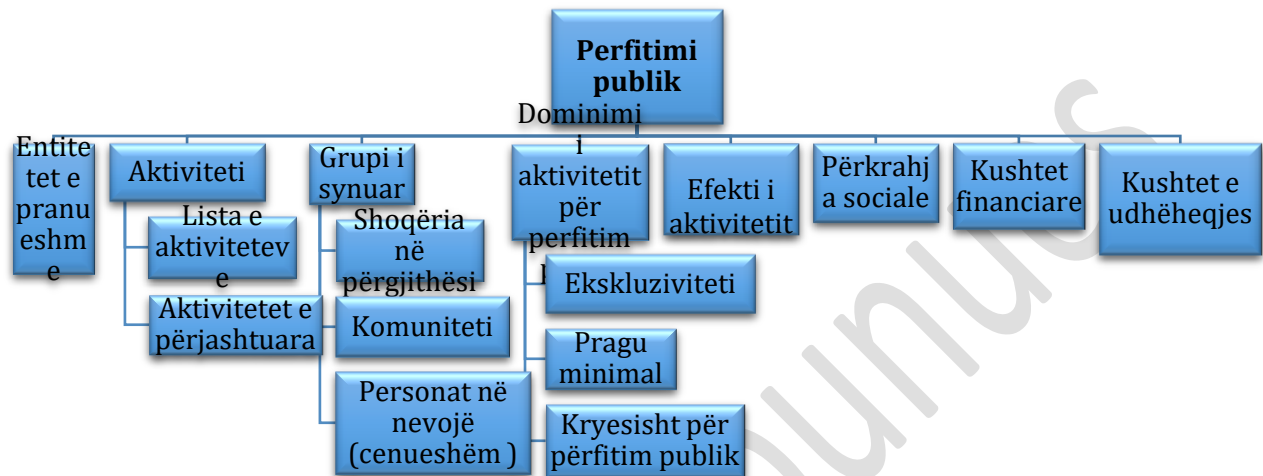 Perfitimi
publik
Entite
tet e
pranu
eshm
e
Aktiviteti
Lista e
aktivitetev
e
Aktivitetet e
përjashtuara
Grupi i
synuar
Shoqëria
në
përgjithësi
Komuniteti
Personat në
nevojë
(cenueshëm )
Dominimi
i
aktivitetit
për
perfitim
Ekskluziviteti
Pragu
minimal
Kryesisht për
përfitim publik
Efekti i
aktivitetit
Përkrahj
a sociale
Kushtet
financiare
Kushtet e
udhëheqjes
punues